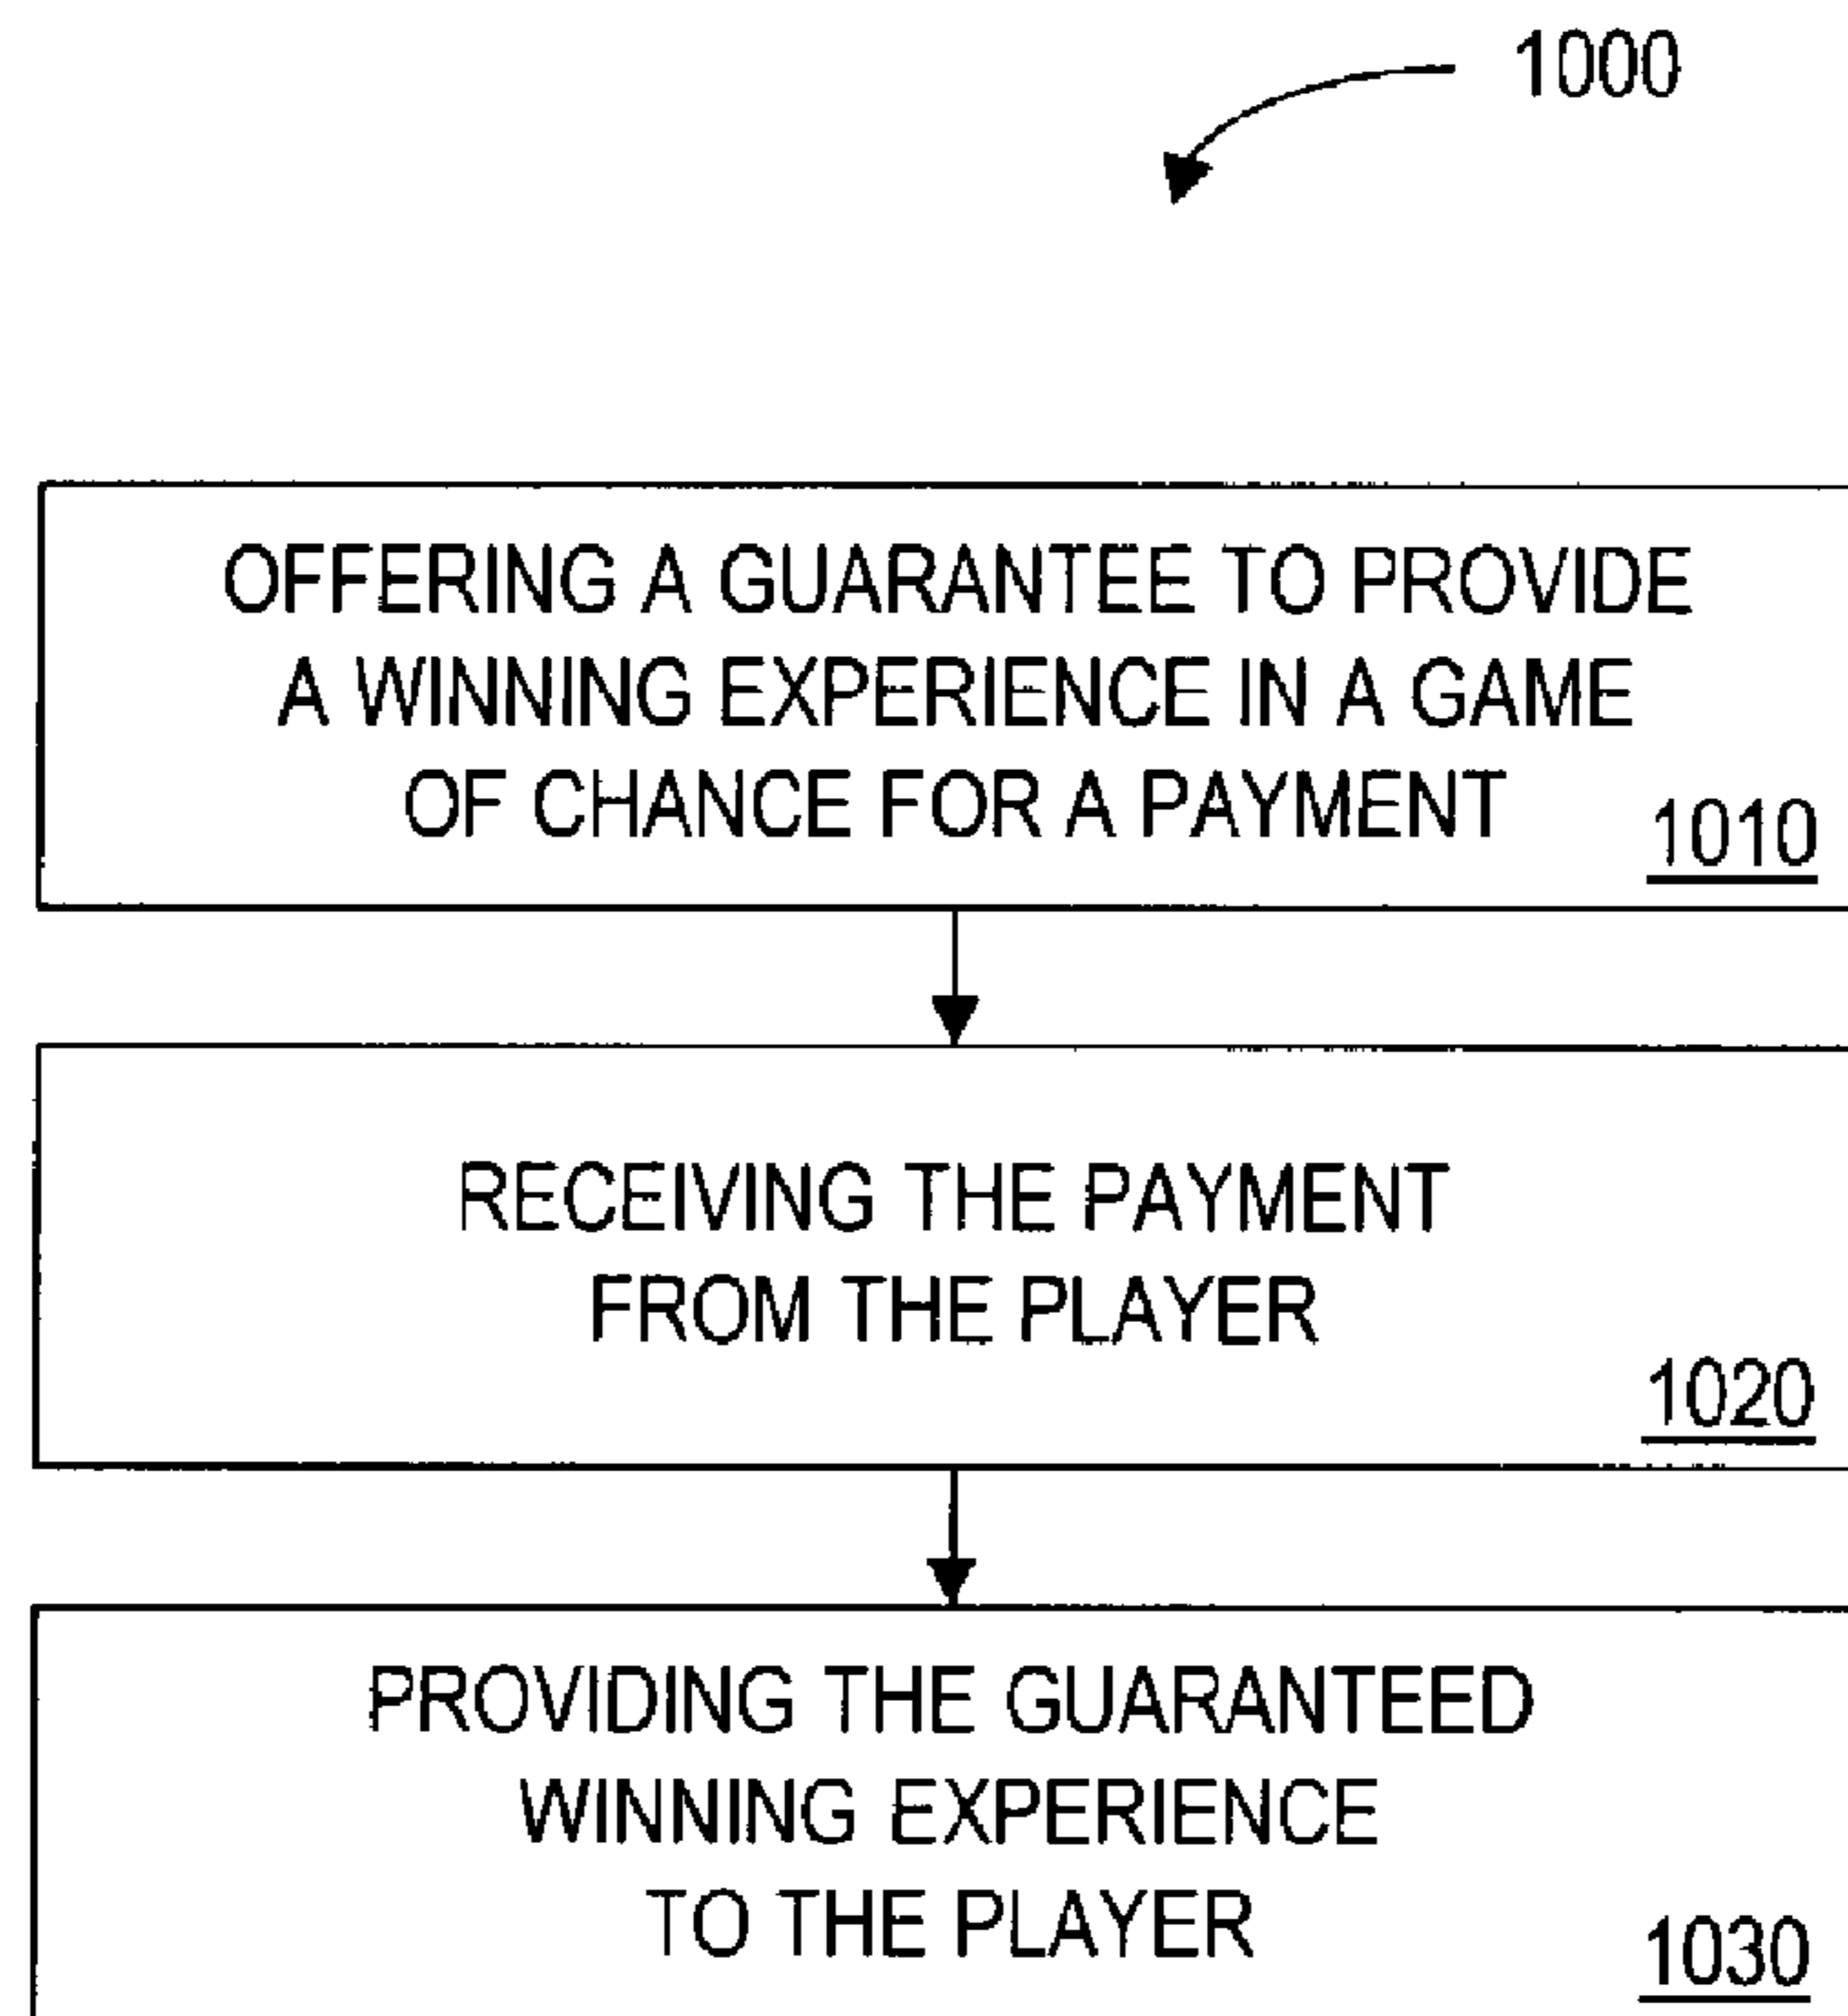 1000
OFFERING A GUARANTEE TO PROVIDE
A WINNING EXPERIENCE IN A GAME
OF CHANCE FOR A PAYMENT
1010
RECEIVING THE PAYMENT
FROM THE PLAYER
1020
PROVIDING THE GUARANTEED
WINNING EXPERIENCE
TO THE PLAYER
1030